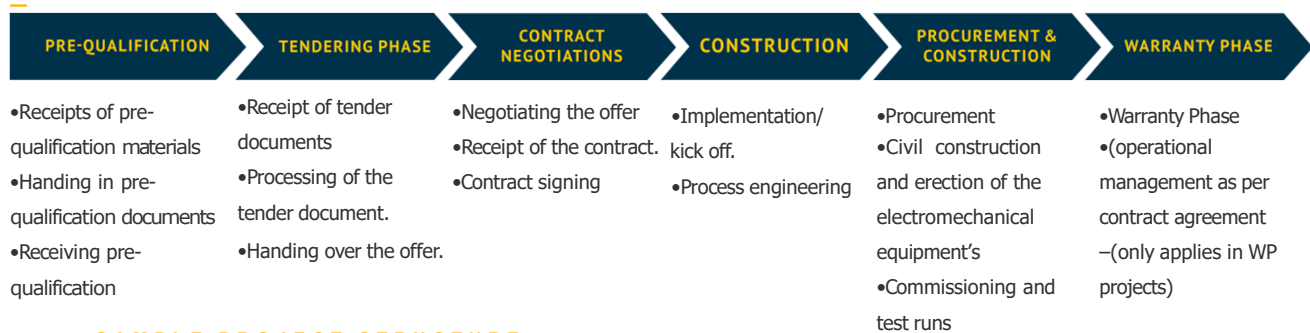 PRE-QUALIFICATION
TENDERING PHASE
CONTRACT
NEGOTIATIONS
CONSTRUCTION
PROCUREMENT &
CONSTRUCTION
WARRANTY PHASE
•Receipts of pre-
qualification materials
•Handing in pre-
qualification documents
•Receiving pre-
qualification
•Receipt of tender
documents
•Processing of the
tender document.
•Handing over the offer.
•Negotiating the offer
•Receipt of the contract.
•Contract signing
•Implementation/
kick off.
•Process engineering
•Procurement
•Civil construction
and erection of the
electromechanical
equipment's
•Commissioning and
test runs
•Warranty Phase
•(operational
management as per
contract agreement
–(only applies in WP
projects)